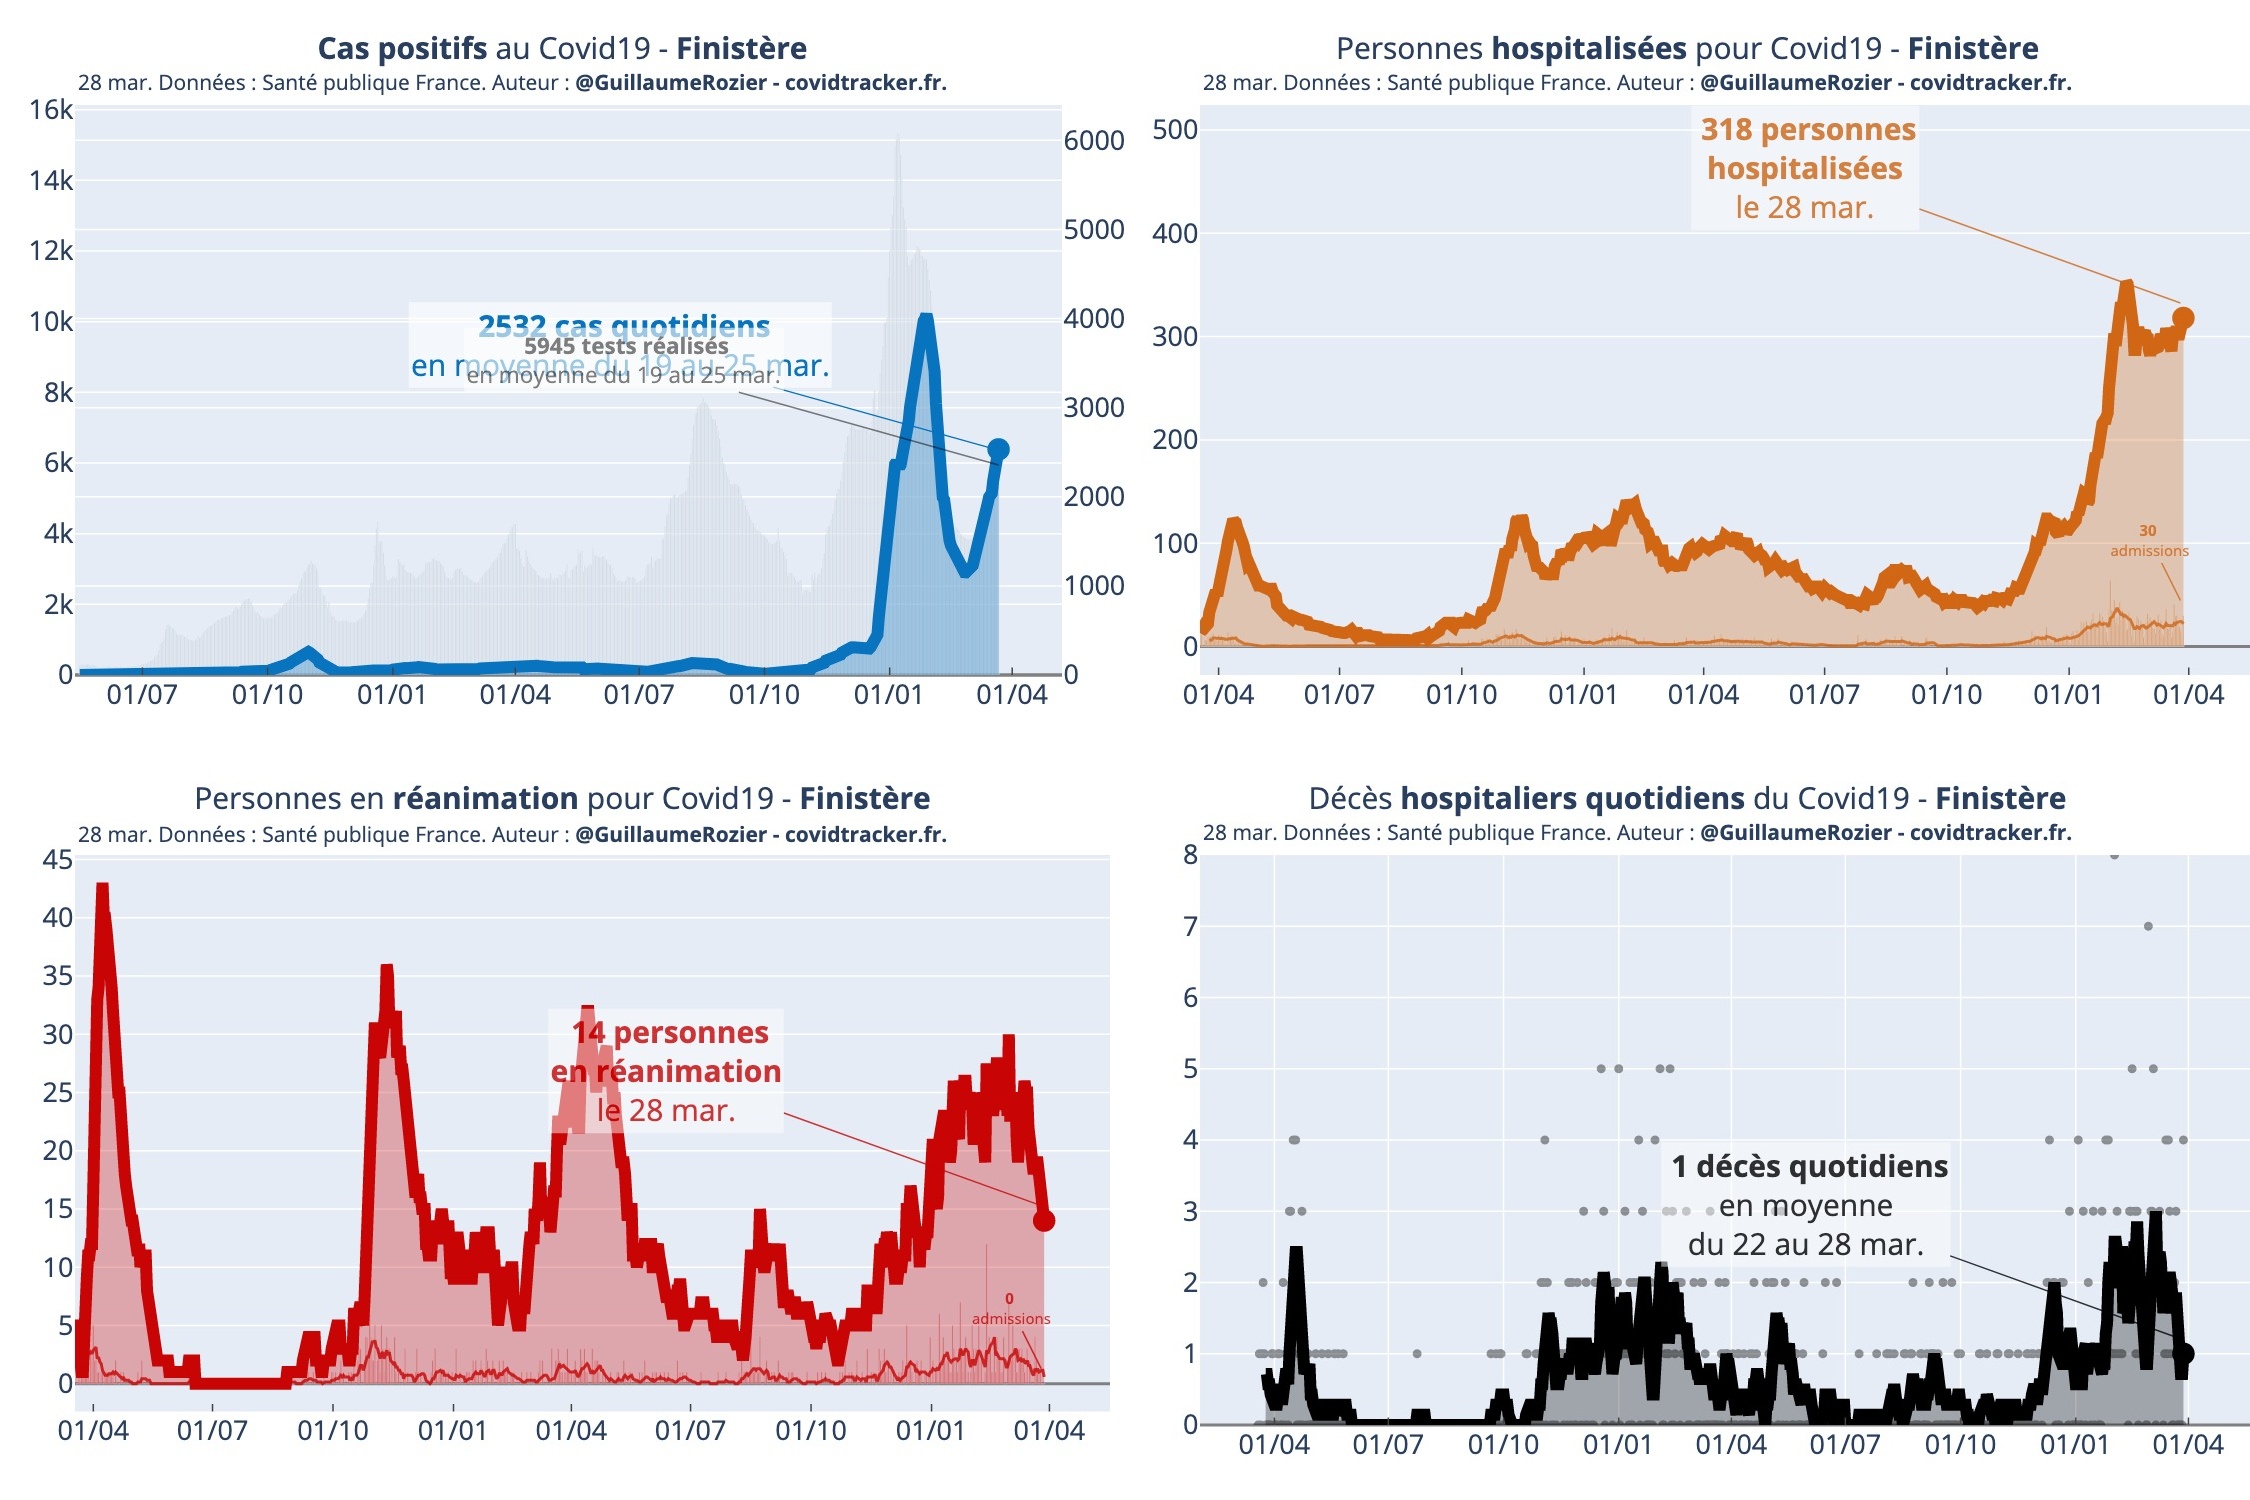 Cas positifs au Covid19 - Finistère
28 mar. Données : Santé publique France. Auteur : @GuillaumeRozier - covidtracker.fr.
16k
14k
12k
10k
8k
6k
4k
2k
0
6000
5000
4000
3000
2000
1000
0
2532 cas quotidiens
en moyenne du 19 au 25 mar.
5945 tests réalisés
en moyenne du 19 au 25 mar.
01/07 01/10 01/01 01/04 01/07 01/10 01/01 01/04
Personnes hospitalisées pour Covid19 - Finistère
28 mar. Données : Santé publique France. Auteur : @GuillaumeRozier - covidtracker.fr.
500
400
300
200
100
0
318 personnes
hospitalisées
le 28 mar.
30
admissions
01/04 01/07 01/10 01/01 01/04 01/07 01/10 01/01 01/04
Personnes en réanimation pour Covid19 - Finistère
28 mar. Données : Santé publique France. Auteur : @GuillaumeRozier - covidtracker.fr.
45
40
35
30
25
20
15
10
5
0
14 personnes
en réanimation
le 28 mar.
0
admissions
01/04 01/07 01/10 01/01 01/04 01/07 01/10 01/01 01/04
Décès hospitaliers quotidiens du Covid19 - Finistère
28 mar. Données : Santé publique France. Auteur : @GuillaumeRozier - covidtracker.fr.
8
7
6
5
4
3
2
1
0
1 décès quotidiens
en moyenne
du 22 au 28 mar.
01/04 01/07 01/10 01/01 01/04 01/07 01/10 01/01 01/04